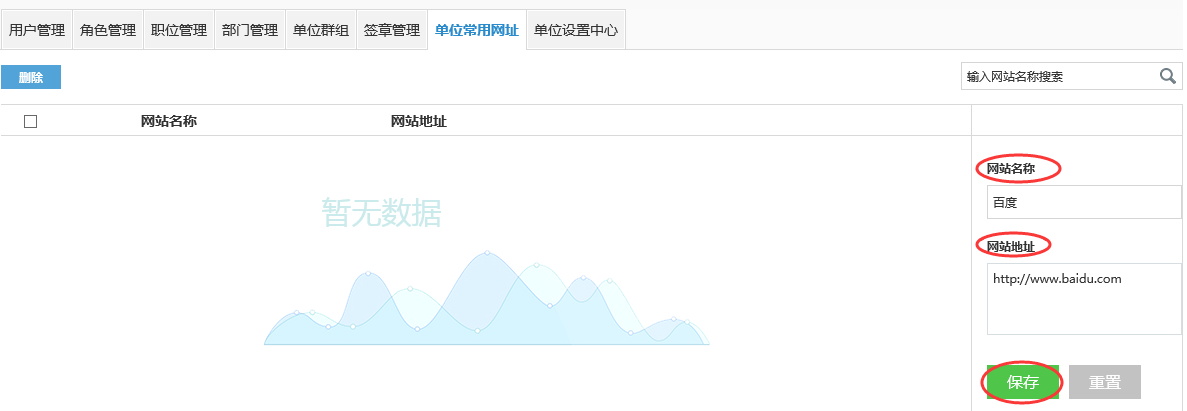 用户管理 角色管理 职位管理 部门管理 单位群组 签章管理 单位常用网址 单位设置中心
删除 输入网站名称搜索
网站名称 网站地址
网站名称
百度
暂无数据
网站地址
http://www.baidu.com
保存 重置